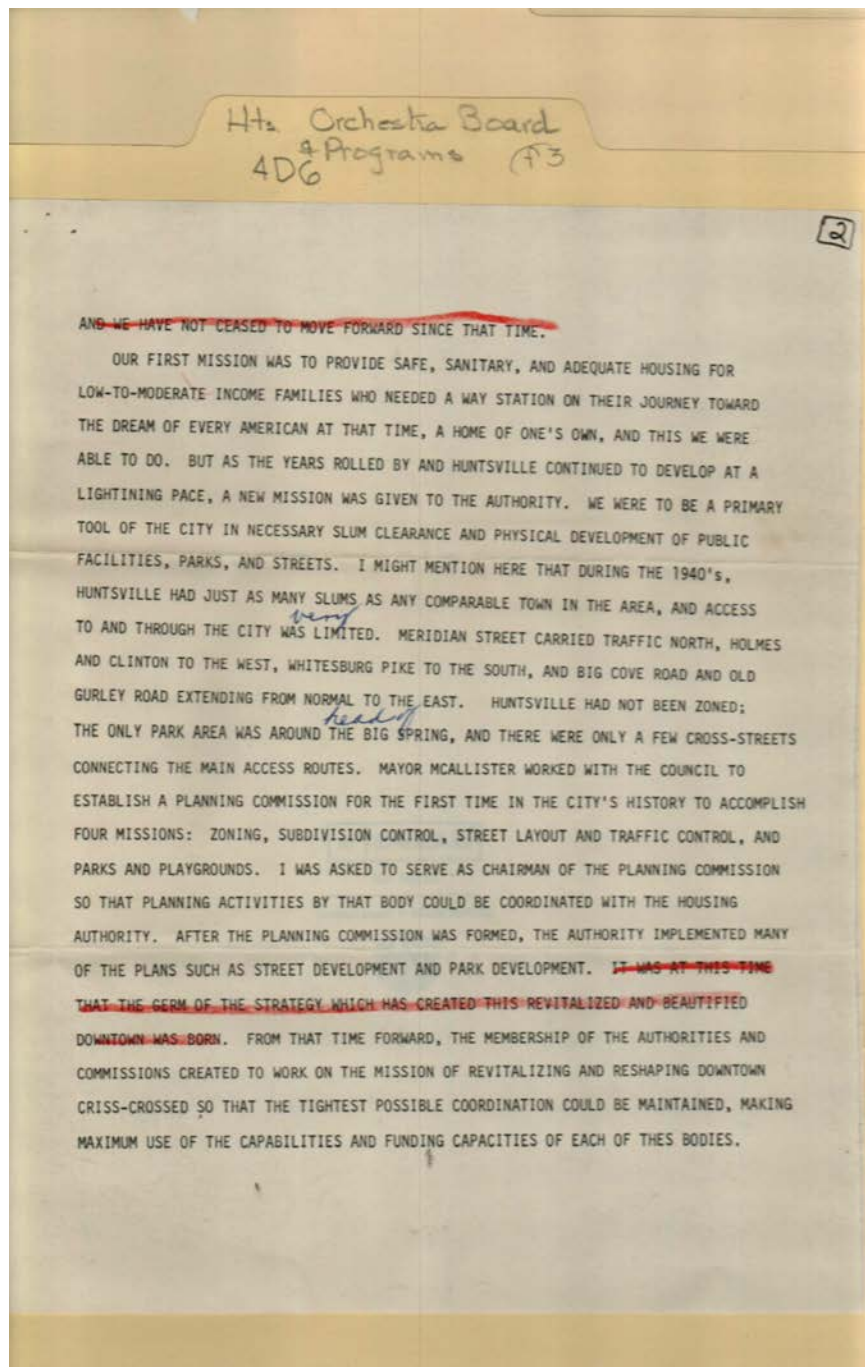 Hts Orchestra Board
& Programs
4D6 f3
2
AND WE HAVE NOT CEASED TO MOVE FORWARD SINCE THAT TIME.
OUR FIRST MISSION WAS TO PROVIDE SAFE, SANITARY, AND ADEQUATE HOUSING FOR
LOW-TO-MODERATE INCOME FAMILIES WHO NEEDED A WAY STATION ON THEIR JOURNEY TOWARD
THE DREAM OF EVERY AMERICAN AT THAT TIME, A HOME OF ONE'S OWN, AND THIS WE WERE
ABLE TO DO. BUT AS THE YEARS ROLLED BY AND HUNTSVILLE CONTINUED TO DEVELOP AT A
LIGHTINING PACE, A NEW MISSION WAS GIVEN TO THE AUTHORITY. WE WERE TO BE A PRIMARY
TOOL OF THE CITY IN NECESSARY SLUM CLEARANCE AND PHYSICAL DEVELOPMENT OF PUBLIC
FACILITIES, PARKS, AND STREETS. I MIGHT MENTION HERE THAT DURING THE 1940's,
HUNTSVILLE HAD JUST AS MANY SLUMS AS ANY COMPARABLE TOWN IN THE AREA, AND ACCESS
very
TO AND THROUGH THE CITY WAS LIMITED. MERIDIAN STREET CARRIED TRAFFIC NORTH, HOLMES
AND CLINTON TO THE WEST, WHITESBURG PIKE TO THE SOUTH, AND BIG COVE ROAD AND OLD
GURLEY ROAD EXTENDING FROM NORMAL TO THE EAST. HUNTSVILLE HAD NOT BEEN ZONED;
head of
THE ONLY PARK AREA WAS AROUND THE BIG SPRING, AND THERE WERE ONLY A FEW CROSS-STREETS
CONNECTING THE MAIN ACCESS ROUTES. MAYOR MCALLISTER WORKED WITH THE COUNCIL TO
ESTABLISH A PLANNING COMMISSION FOR THE FIRST TIME IN THE CITY'S HISTORY TO ACCOMPLISH
FOUR MISSIONS: ZONING, SUBDIVISION CONTROL, STREET LAYOUT AND TRAFFIC CONTROL, AND
PARKS AND PLAYGROUNDS. I WAS ASKED TO SERVE AS CHAIRMAN OF THE PLANNING COMMISSION
SO THAT PLANNING ACTIVITIES BY THAT BODY COULD BE COORDINATED WITH THE HOUSING
AUTHORITY. AFTER THE PLANNING COMMISSION WAS FORMED, THE AUTHORITY IMPLEMENTED MANY
OF THE PLANS SUCH AS STREET DEVELOPMENT AND PARK DEVELOPMENT. IT WAS AT THIS TIME
THAT THE GERM OF THE STRATEGY WHICH HAS CREATED THIS REVITALIZED AND BEAUTIFIED
DOWNTOWN WAS BORN. FROM THAT TIME FORWARD, THE MEMBERSHIP OF THE AUTHORITIES AND
COMMISSIONS CREATED TO WORK ON THE MISSION OF REVITALIZING AND RESHAPING DOWNTOWN
CRISS-CROSSED SO THAT THE TIGHTEST POSSIBLE COORDINATION COULD BE MAINTAINED, MAKING
MAXIMUM USE OF THE CAPABILITIES AND FUNDING CAPACITIES OF EACH OF THES BODIES.